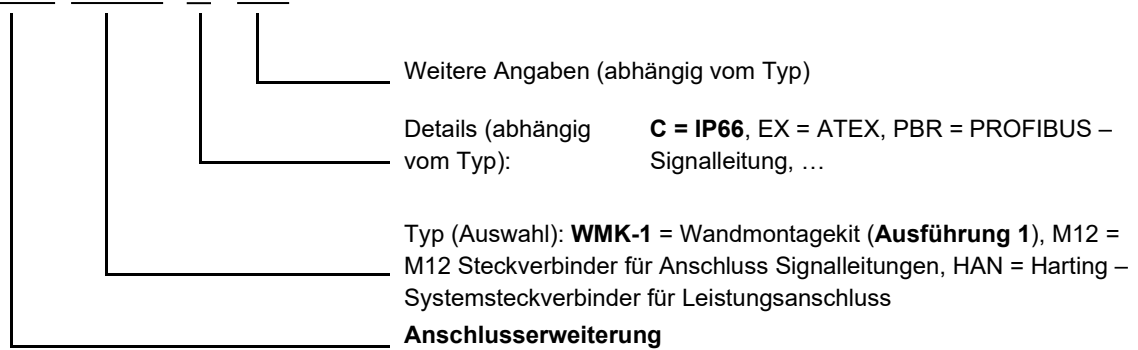 Weitere Angaben (abhängig vom Typ)
Details (abhängig vom Typ):
C = IP66, EX = ATEX, PBR = PROFIBUS –
Signalleitung, …
Typ (Auswahl): WMK-1 = Wandmontagekit (Ausführung 1), M12 =
M12 Steckverbinder für Anschluss Signalleitungen, HAN = Harting –
Systemsteckverbinder für Leistungsanschluss
Anschlusserweiterung